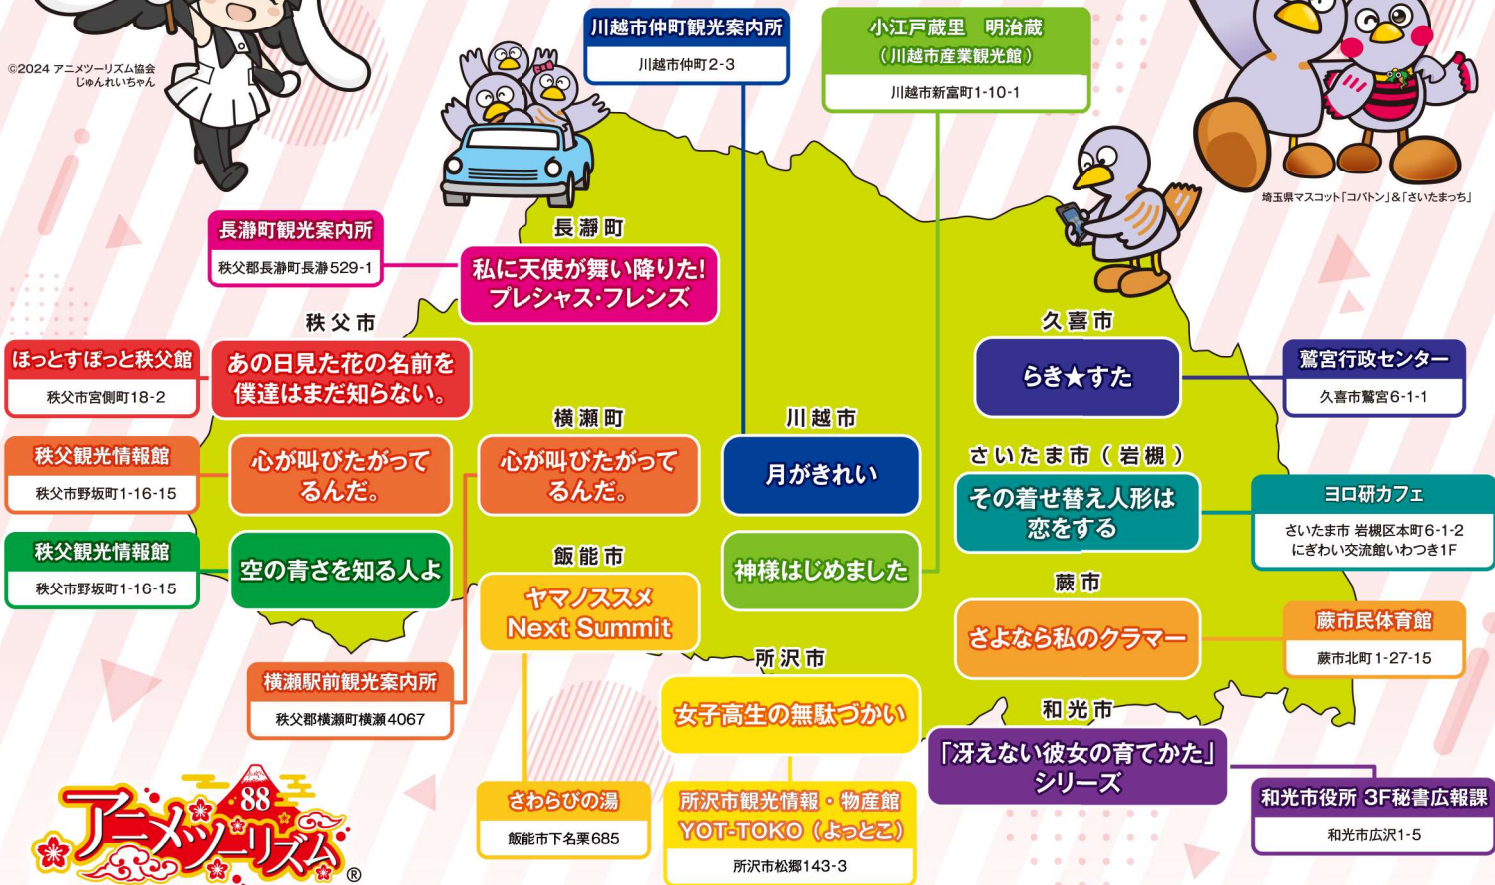 ©2024 アニメツーリズム協会
じゅんれいちゃん
川越市仲町観光案内所
川越市仲町2-3
小江戸蔵里 明治蔵
（川越市産業観光館）
川越市新富町1-10-1
埼玉県マスコット「コバトン」&「さいたまっち」
長瀞町観光案内所
秩父郡長瀞町長瀞529-1
長瀞町
私に天使が舞い降りた!
プレシャス・フレンズ
秩父市
ほっとすぽっと秩父館
秩父市宮側町18-2
あの日見た花の名前を
僕達はまだ知らない。
久喜市
らき★すた
鷲宮行政センター
久喜市鷲宮6-1-1
秩父観光情報館
秩父市野坂町1-16-15
心が叫びたがって
るんだ。
横瀬町
心が叫びたがって
るんだ。
川越市
月がきれい
さいたま市（岩槻）
その着せ替え人形は
恋をする
ヨロ研カフェ
さいたま市 岩槻区本町6-1-2
にぎわい交流館いわつき1F
秩父観光情報館
秩父市野坂町1-16-15
空の青さを知る人よ
飯能市
ヤマノススメ
Next Summit
神様はじめました
蕨市
さよなら私のクラマー
蕨市民体育館
蕨市北町1-27-15
横瀬駅前観光案内所
秩父郡横瀬町横瀬4067
所沢市
女子高生の無駄づかい
和光市
「冴えない彼女の育てかた」
シリーズ
さわらびの湯
飯能市下名栗685
所沢市観光情報・物産館
YOT-TOKO（よっとこ）
所沢市松郷143-3
和光市役所 3F秘書広報課
和光市広沢1-5
88
アニメツーリズム®